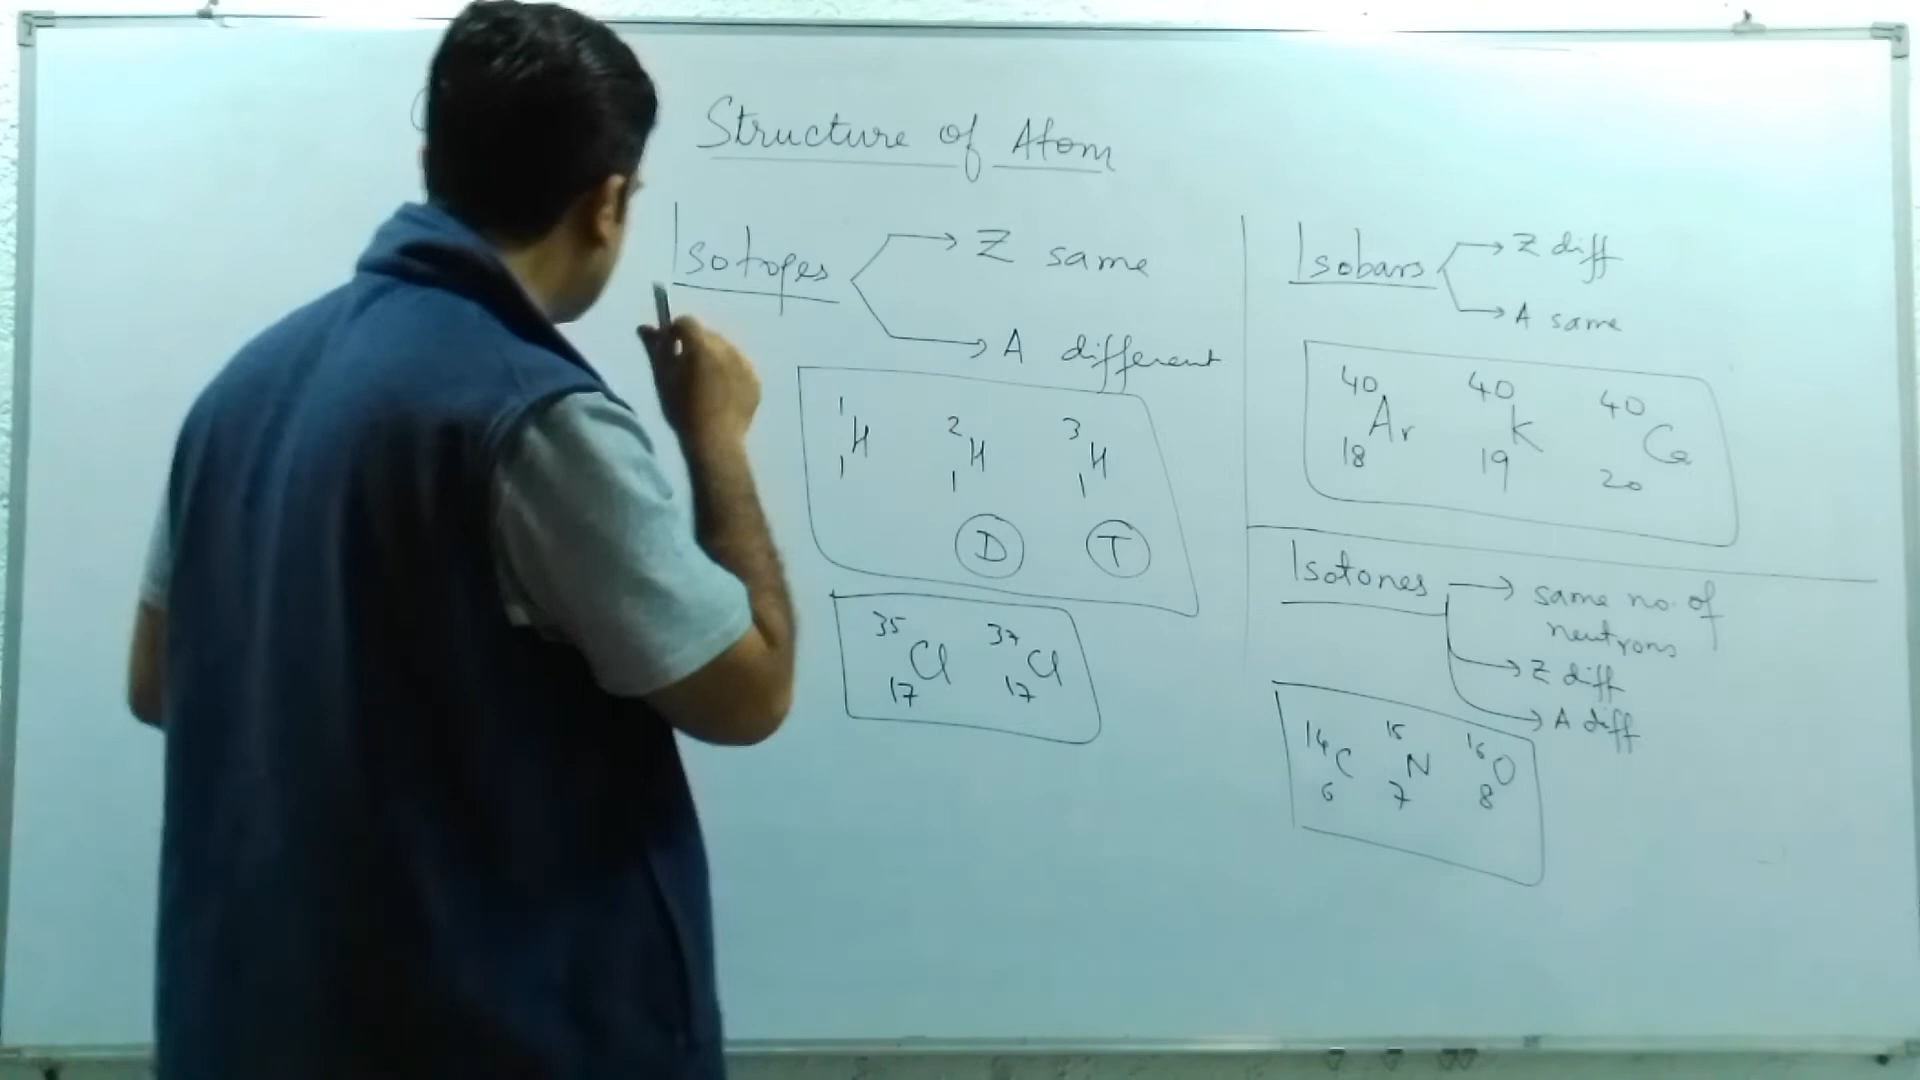 Structure of Atom
Isotopes → Z same
→ A different
1 H 1 2 H 1 3 H 1
D T
35 Cl 17 37 Cl 17
Isobars → Z diff
→ A same
40 Ar 18 40 K 19 40 Ca 20
Isotones → same no. of
neutrons
→ Z diff
→ A diff
14 C 6 15 N 7 16 O 8